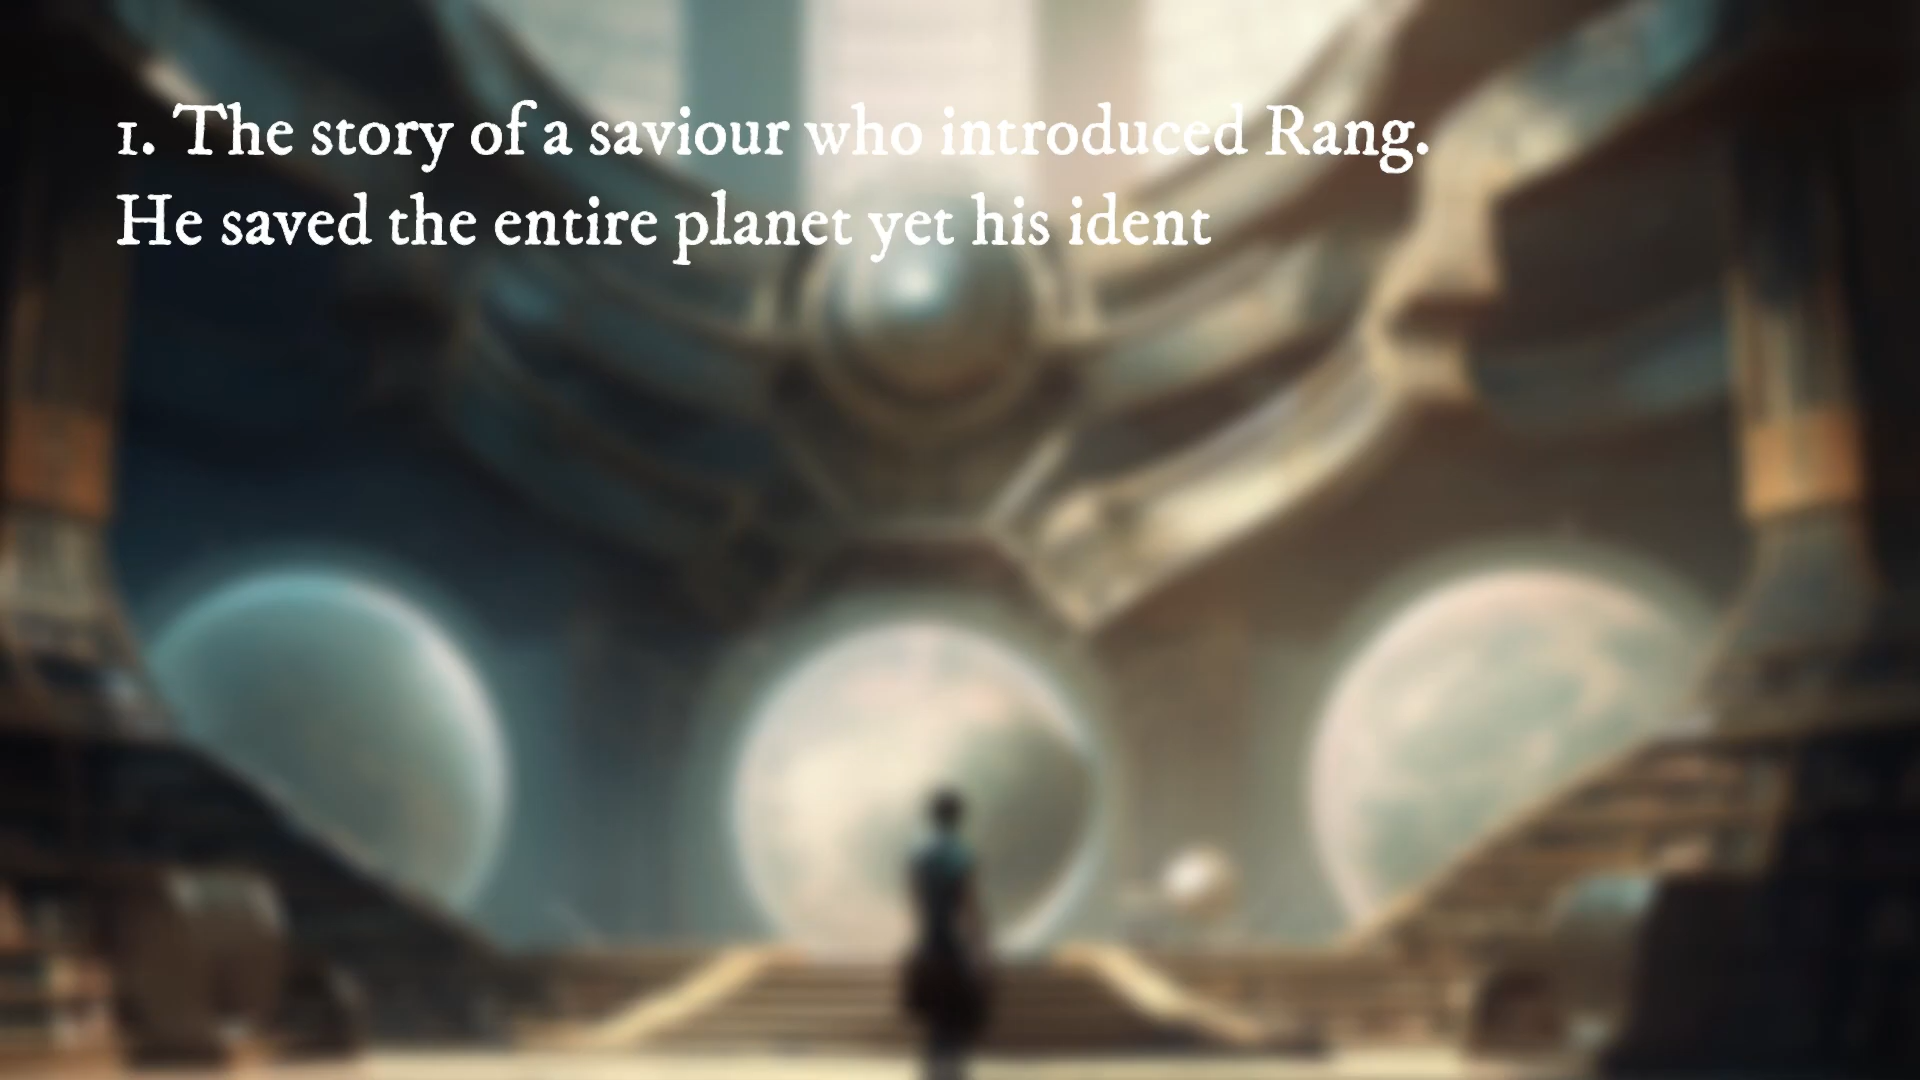 1. The story of a saviour who introduced Rang.
He saved the entire planet yet his ident